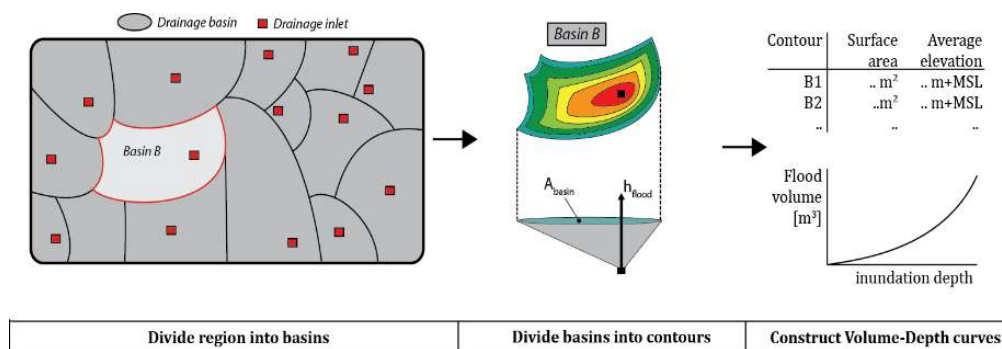 Drainage basin
Drainage inlet
Basin B
Basin B
A basin
h flood
Contour Surface area Average elevation
B1 .. m² .. m+MSL
B2 ..m² ..m+MSL
.. .. ..
Flood volume [m³]
inundation depth
Divide region into basins
Divide basins into contours
Construct Volume-Depth curves